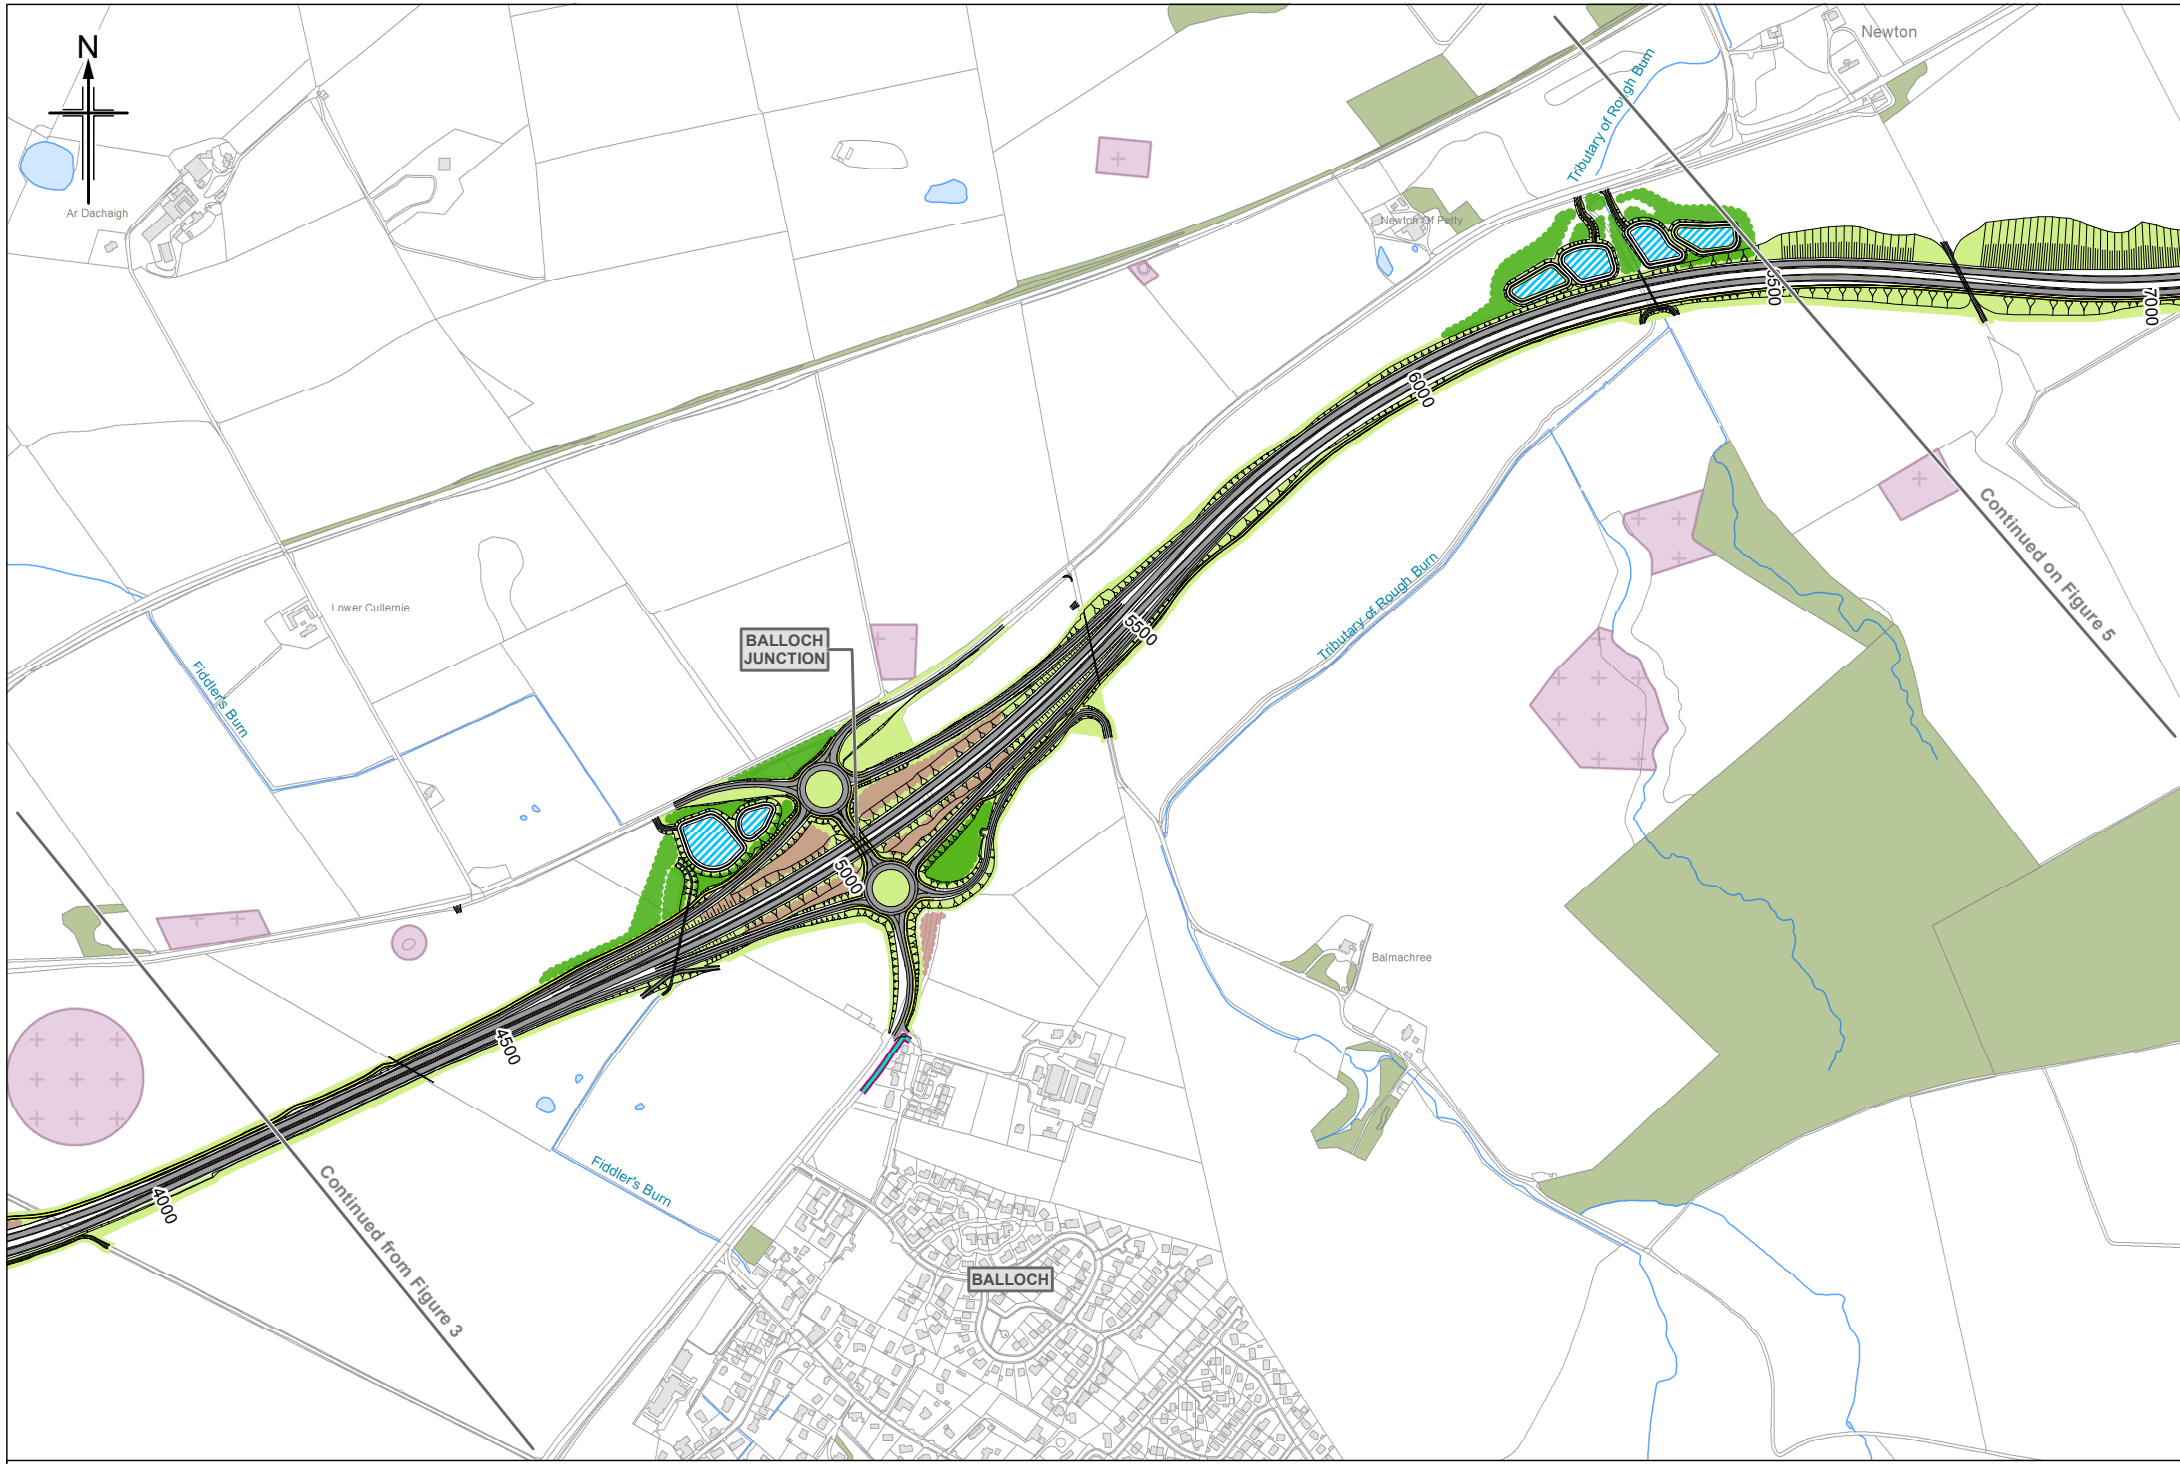 N
Newton
Tributary of Rough Burn
Ar Dachaigh
Newton Of Petty
6500
7000
6000
Continued on Figure 5
Tributary of Rough Burn
Lower Cullernie
5500
BALLOCH
JUNCTION
Fiddler's Burn
5000
Balmachree
4500
Fiddler's Burn
4000
Continued from Figure 3
BALLOCH